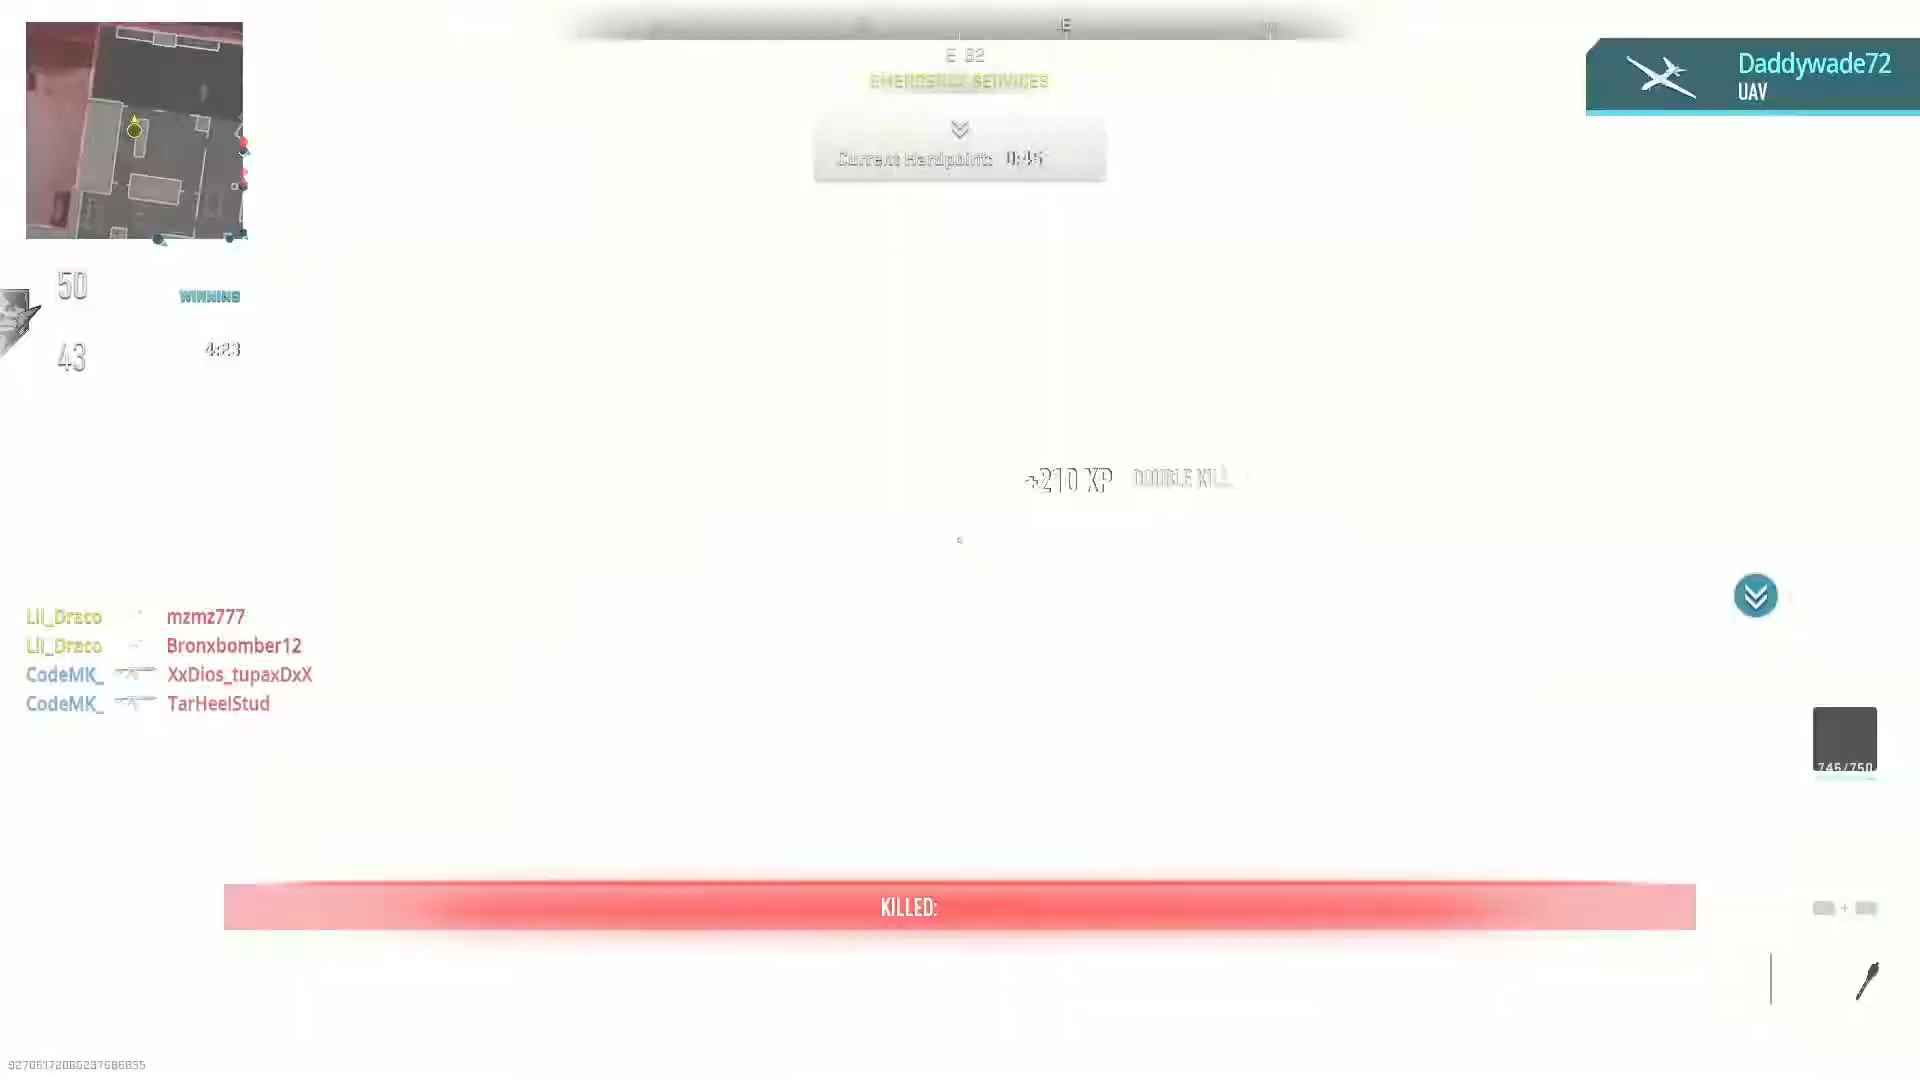 E
E 82
EMERGENCY SERVICES
Current Hardpoint: 0:45
Daddywade72
UAV
50
WINNING
43
4:23
+210 XP DOUBLE KILL
Lil_Draco mzmz777
Lil_Draco Bronxbomber12
CodeMK_ XxDios_tupaxDxX
CodeMK_ TarHeelStud
745/750
KILLED: